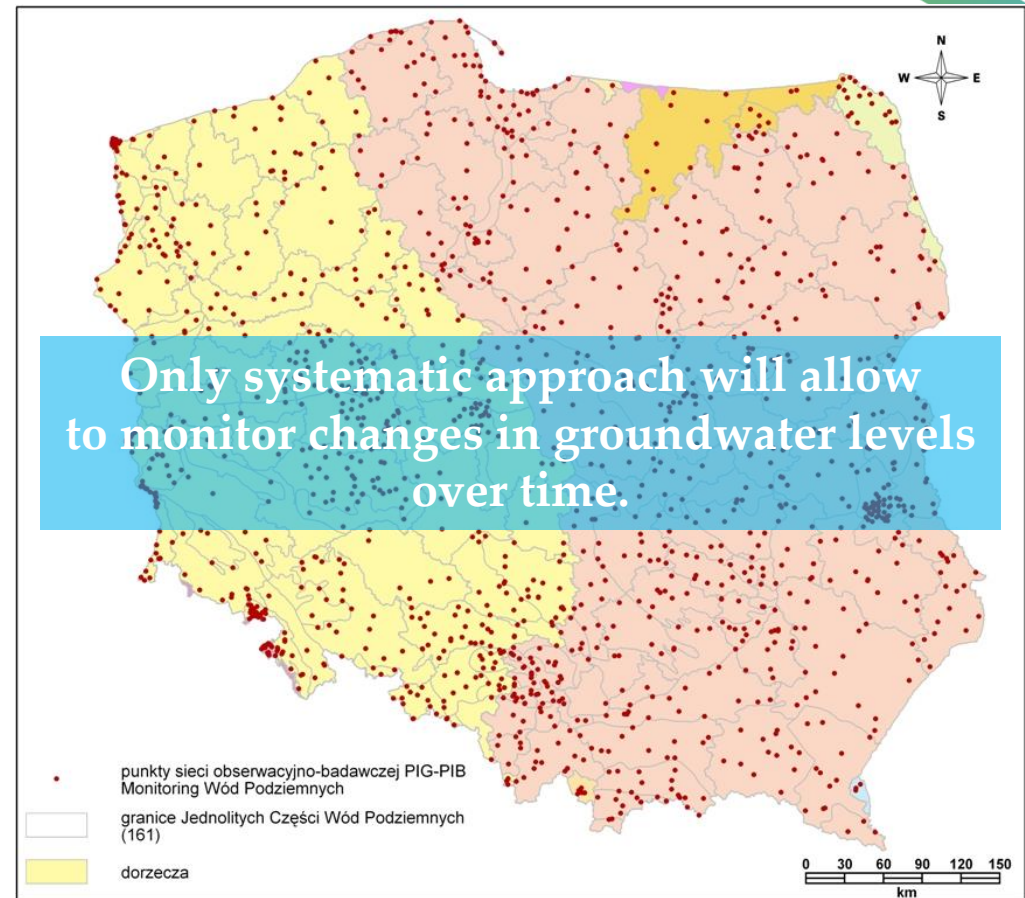 N
W E
S
Only systematic approach will allow
to monitor changes in groundwater levels
over time.
punkty sieci obserwacyjno-badawczej PIG-PIB
Monitoring Wód Podziemnych
granice Jednolitych Części Wód Podziemnych
(161)
dorzecza
0 30 60 90 120 150
km